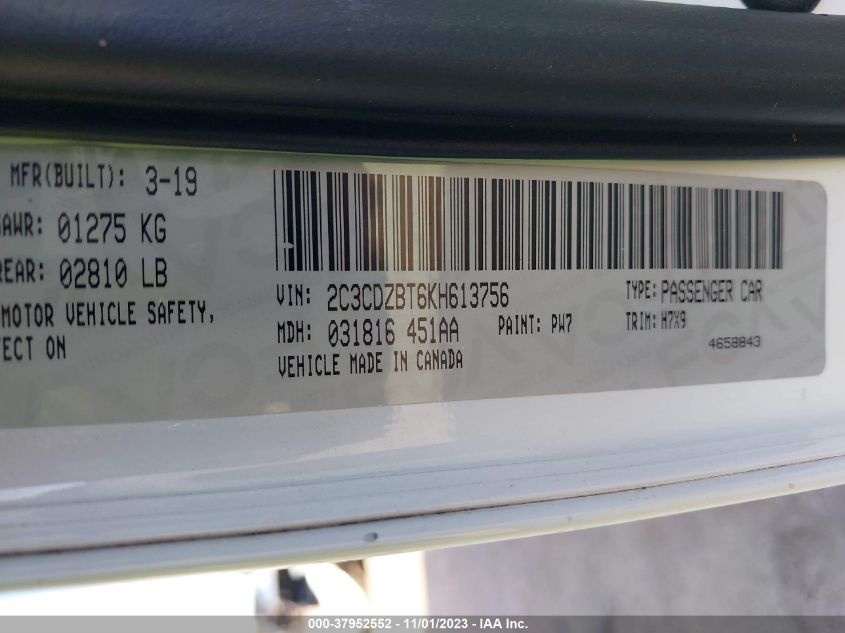 MFR(BUILT): 3-19
GAWR: 01275 KG
REAR: 02810 LB
MOTOR VEHICLE SAFETY,
ECT ON
VIN: 2C3CDZBT6KH613756
TYPE: PASSENGER CAR
MDH: 031816 451AA
PAINT: PW7
TRIM: H7X9
VEHICLE MADE IN CANADA
4658843
000-37952552 - 11/01/2023 - IAA Inc.